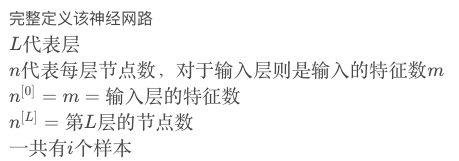 完整定义该神经网路
L代表层
n代表每层节点数，对于输入层则是输入的特征数m
n^{[0]} = m = 输入层的特征数
n^{[L]} = 第L层的节点数
一共有i个样本